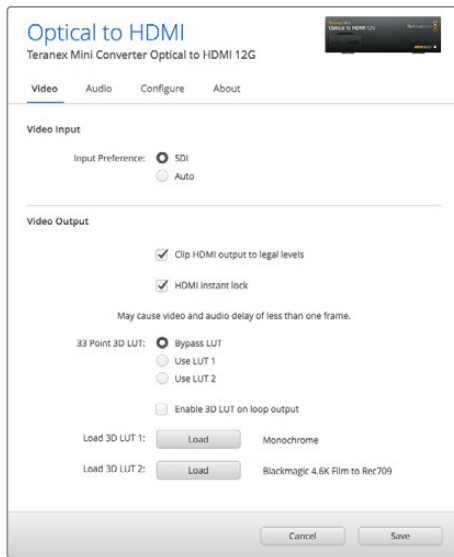 Optical to HDMI
Teranex Mini Converter Optical to HDMI 12G
Video Audio Configure About
Video Input
Input Preference: SDI
Auto
Video Output
Clip HDMI output to legal levels
HDMI instant lock
May cause video and audio delay of less than one frame.
33 Point 3D LUT: Bypass LUT
Use LUT 1
Use LUT 2
Enable 3D LUT on loop output
Load 3D LUT 1: Load Monochrome
Load 3D LUT 2: Load Blackmagic 4.6K Film to Rec709
Cancel Save